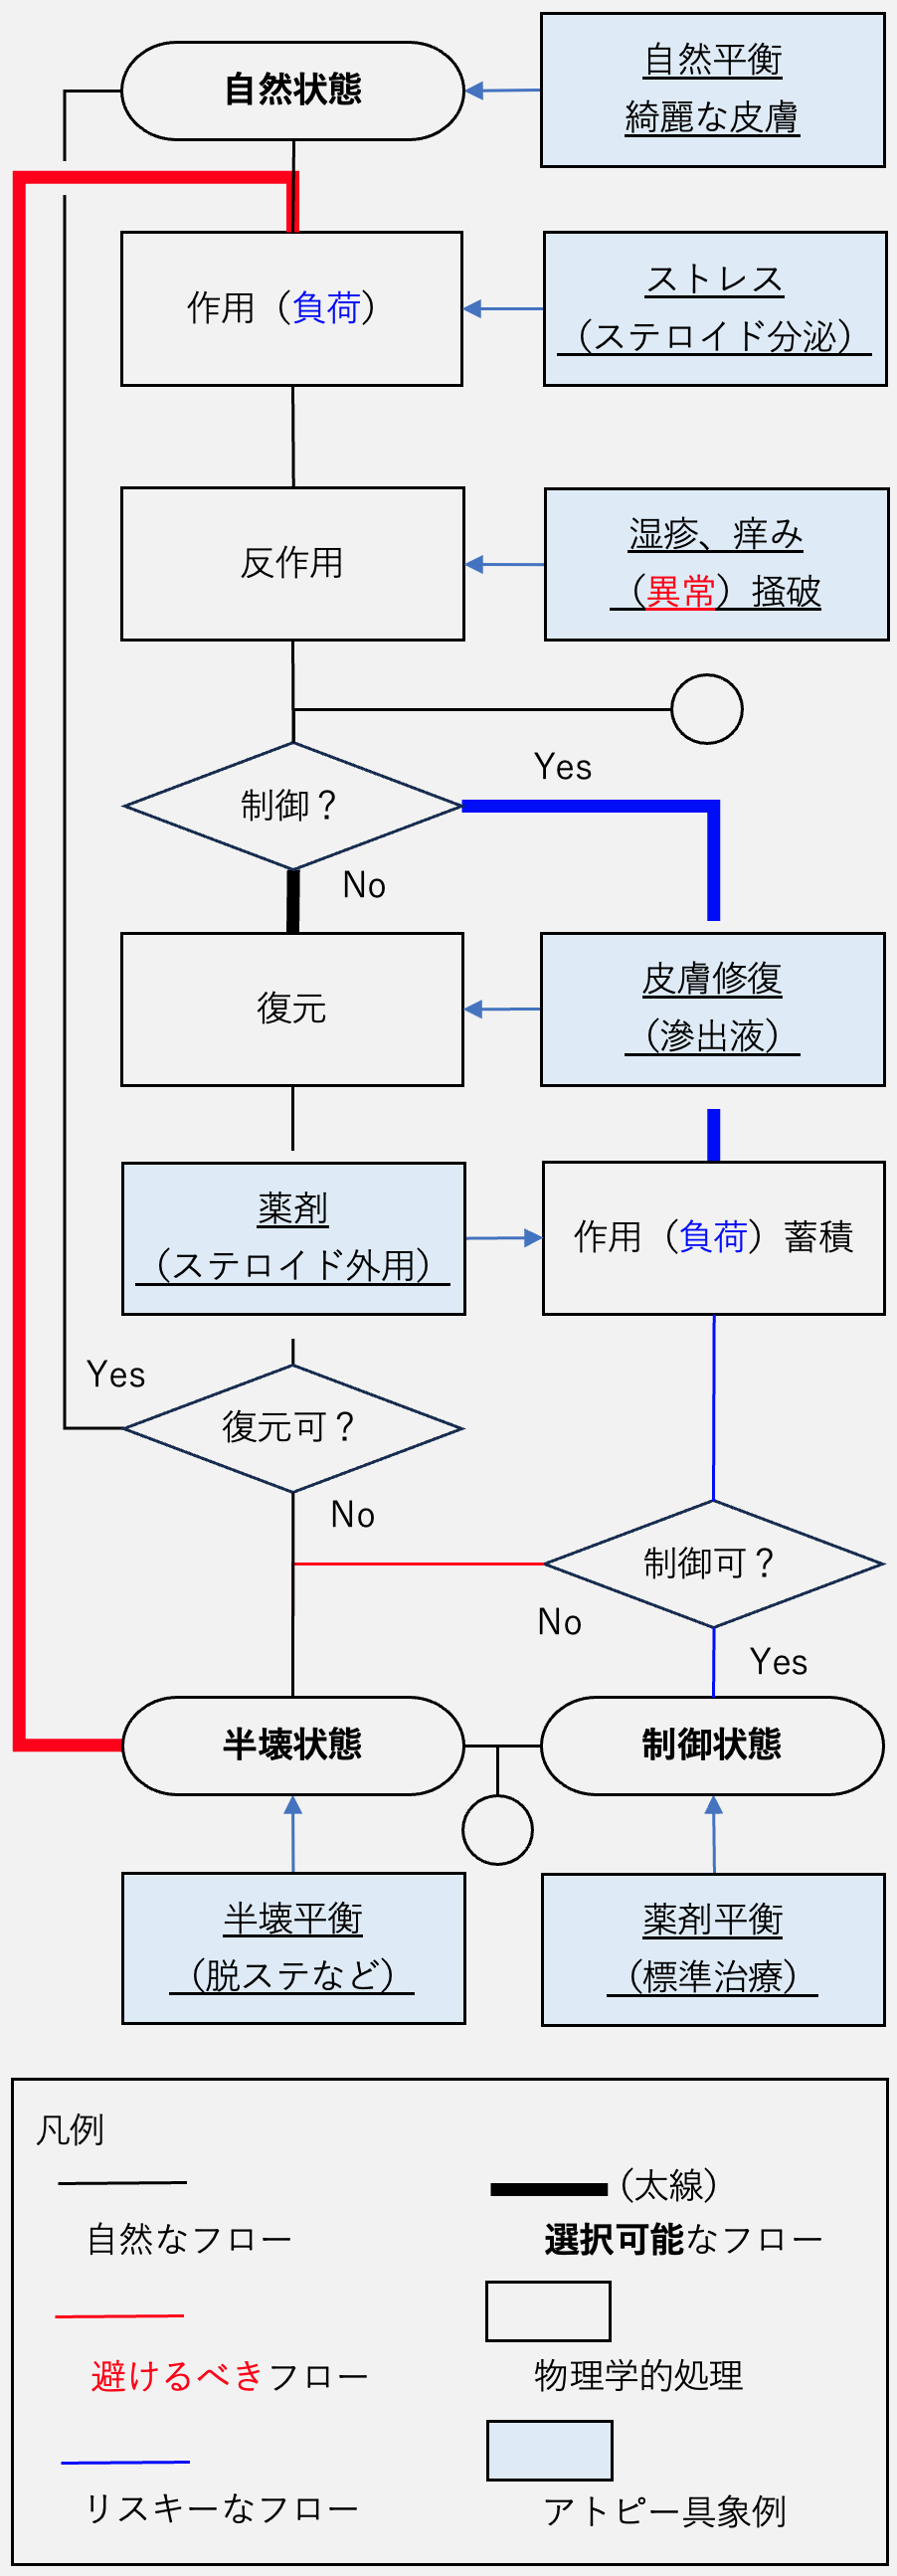 自然状態
自然平衡
綺麗な皮膚
作用（負荷）
ストレス
（ステロイド分泌）
反作用
湿疹、痒み
（異常）掻破
制御？
Yes
No
復元
皮膚修復
（滲出液）
薬剤
（ステロイド外用）
作用（負荷）蓄積
Yes
復元可？
No
制御可？
No
Yes
半壊状態
制御状態
半壊平衡
（脱ステなど）
薬剤平衡
（標準治療）
凡例
（太線）
自然なフロー
選択可能なフロー
避けるべきフロー
物理学的処理
リスキーなフロー
アトピー具象例